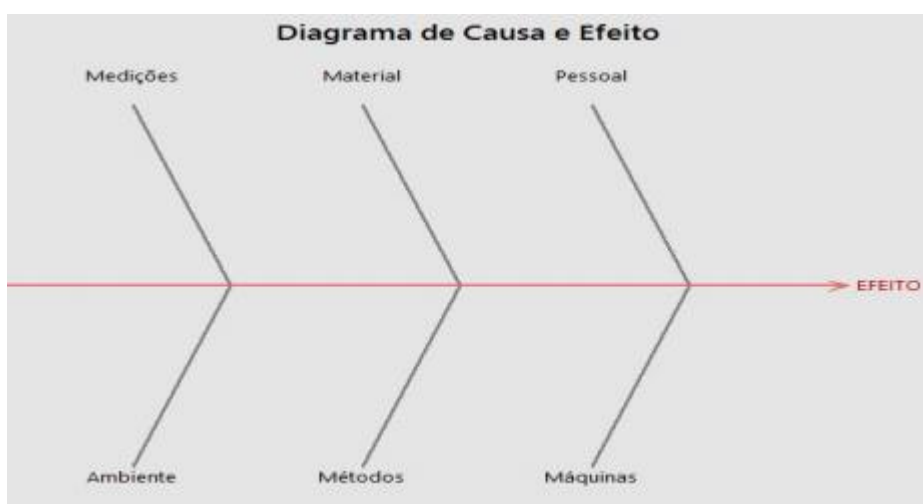 Diagrama de Causa e Efeito
Medições
Material
Pessoal
EFEITO
Ambiente
Métodos
Máquinas